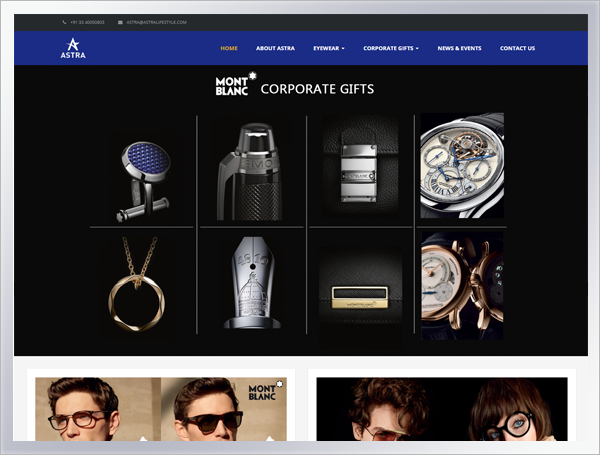 +91 33 40050803 ASTRA@ASTRALIFESTYLE.COM
ASTRA
HOME ABOUT ASTRA EYEWEAR CORPORATE GIFTS NEWS & EVENTS CONTACT US
MONT
BLANC CORPORATE GIFTS
MONT
BLANC